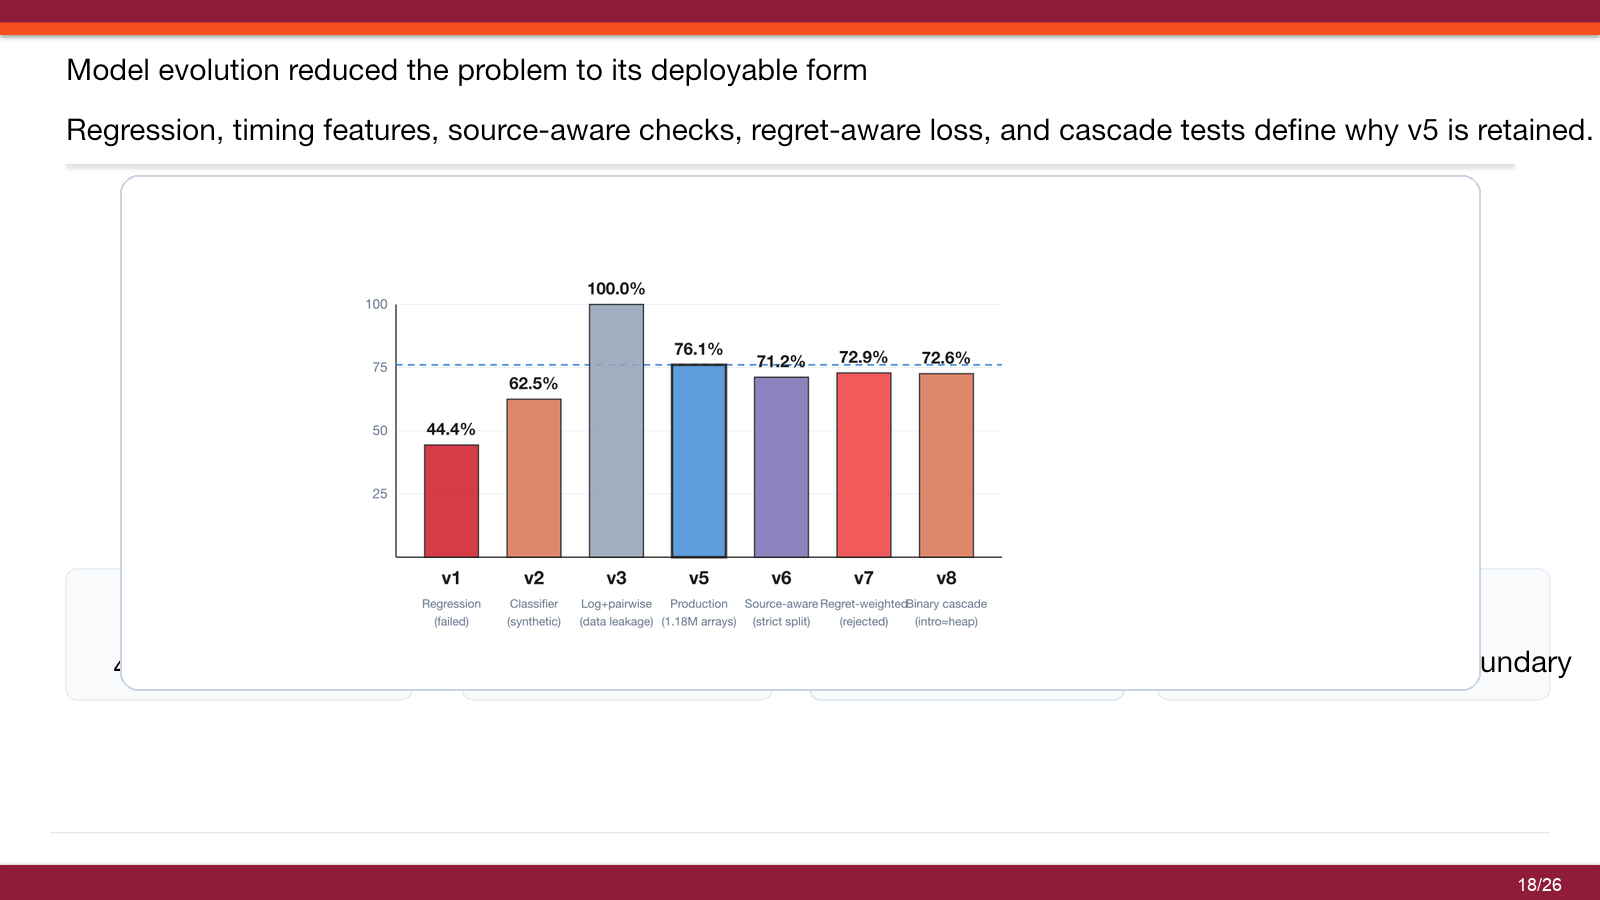 Model evolution reduced the problem to its deployable form
Regression, timing features, source-aware checks, regret-aware loss, and cascade tests define why v5 is retained.
100.0%
100
76.1%
75
71.2%
72.9%
72.6%
62.5%
50
44.4%
25
v1 v2 v3 v5 v6 v7 v8
Regression Classifier Log+pairwise Production Source-aware Regret-weighted Binary cascade
(failed) (synthetic) (data leakage) (1.18M arrays) (strict split) (rejected) (intro≈heap)
undary
18/26